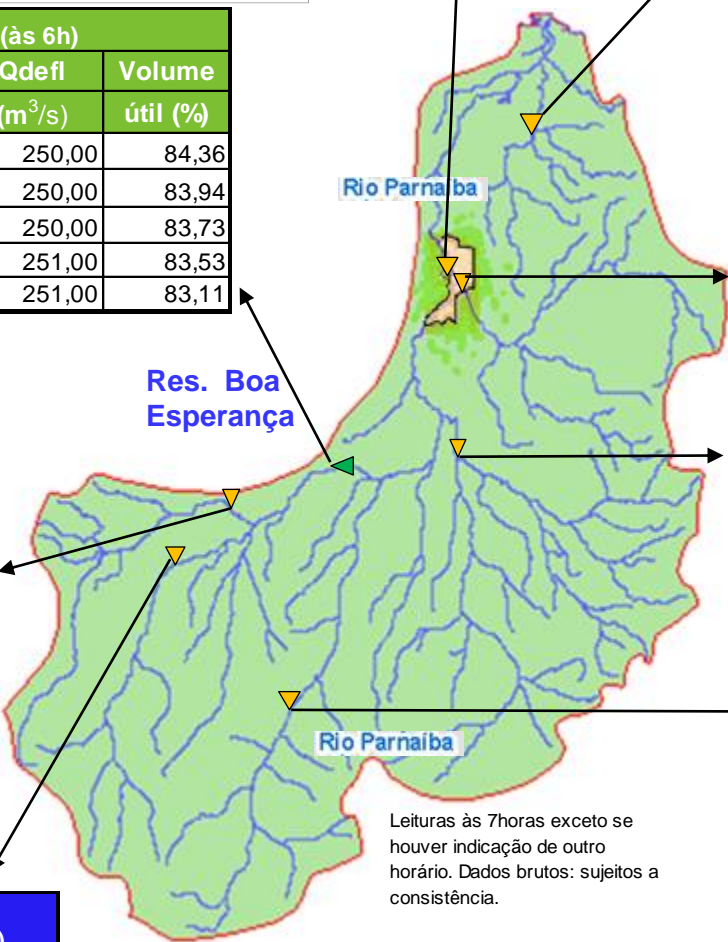 (às 6h)
Qdefl Volume
(m³/s) útil (%)
250,00 84,36
250,00 83,94
250,00 83,73
251,00 83,53
251,00 83,11
Rio Parnaíba
Res. Boa
Esperança
Rio Parnaíba
Leituras às 7horas exceto se
houver indicação de outro
horário. Dados brutos: sujeitos a
consistência.